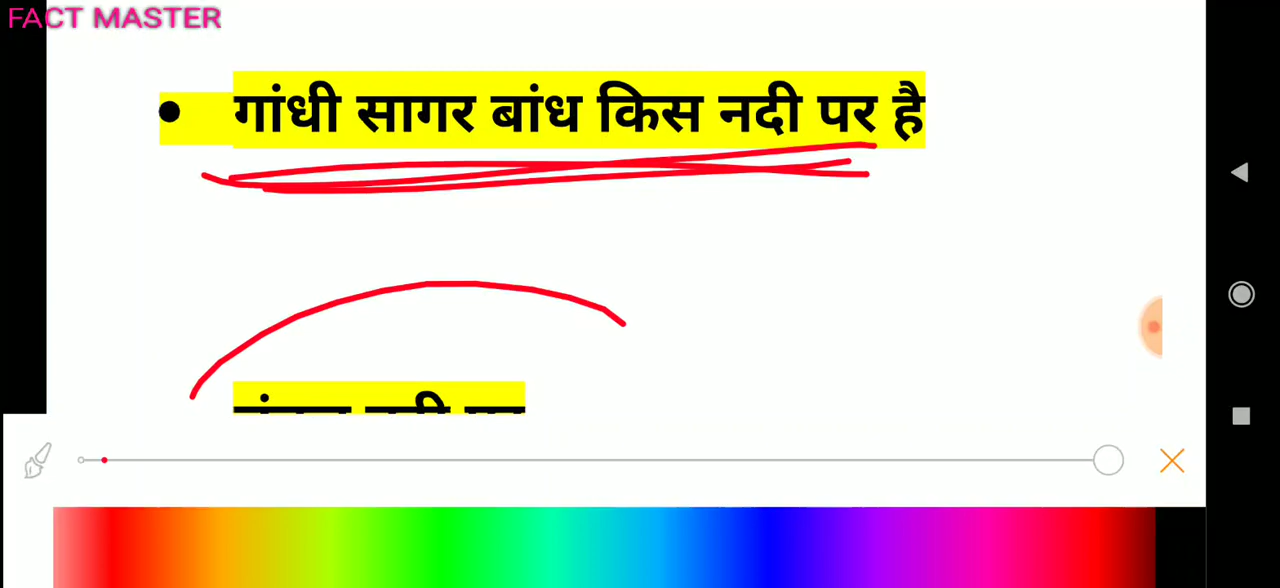 FACT MASTER
• गांधी सागर बांध किस नदी पर है